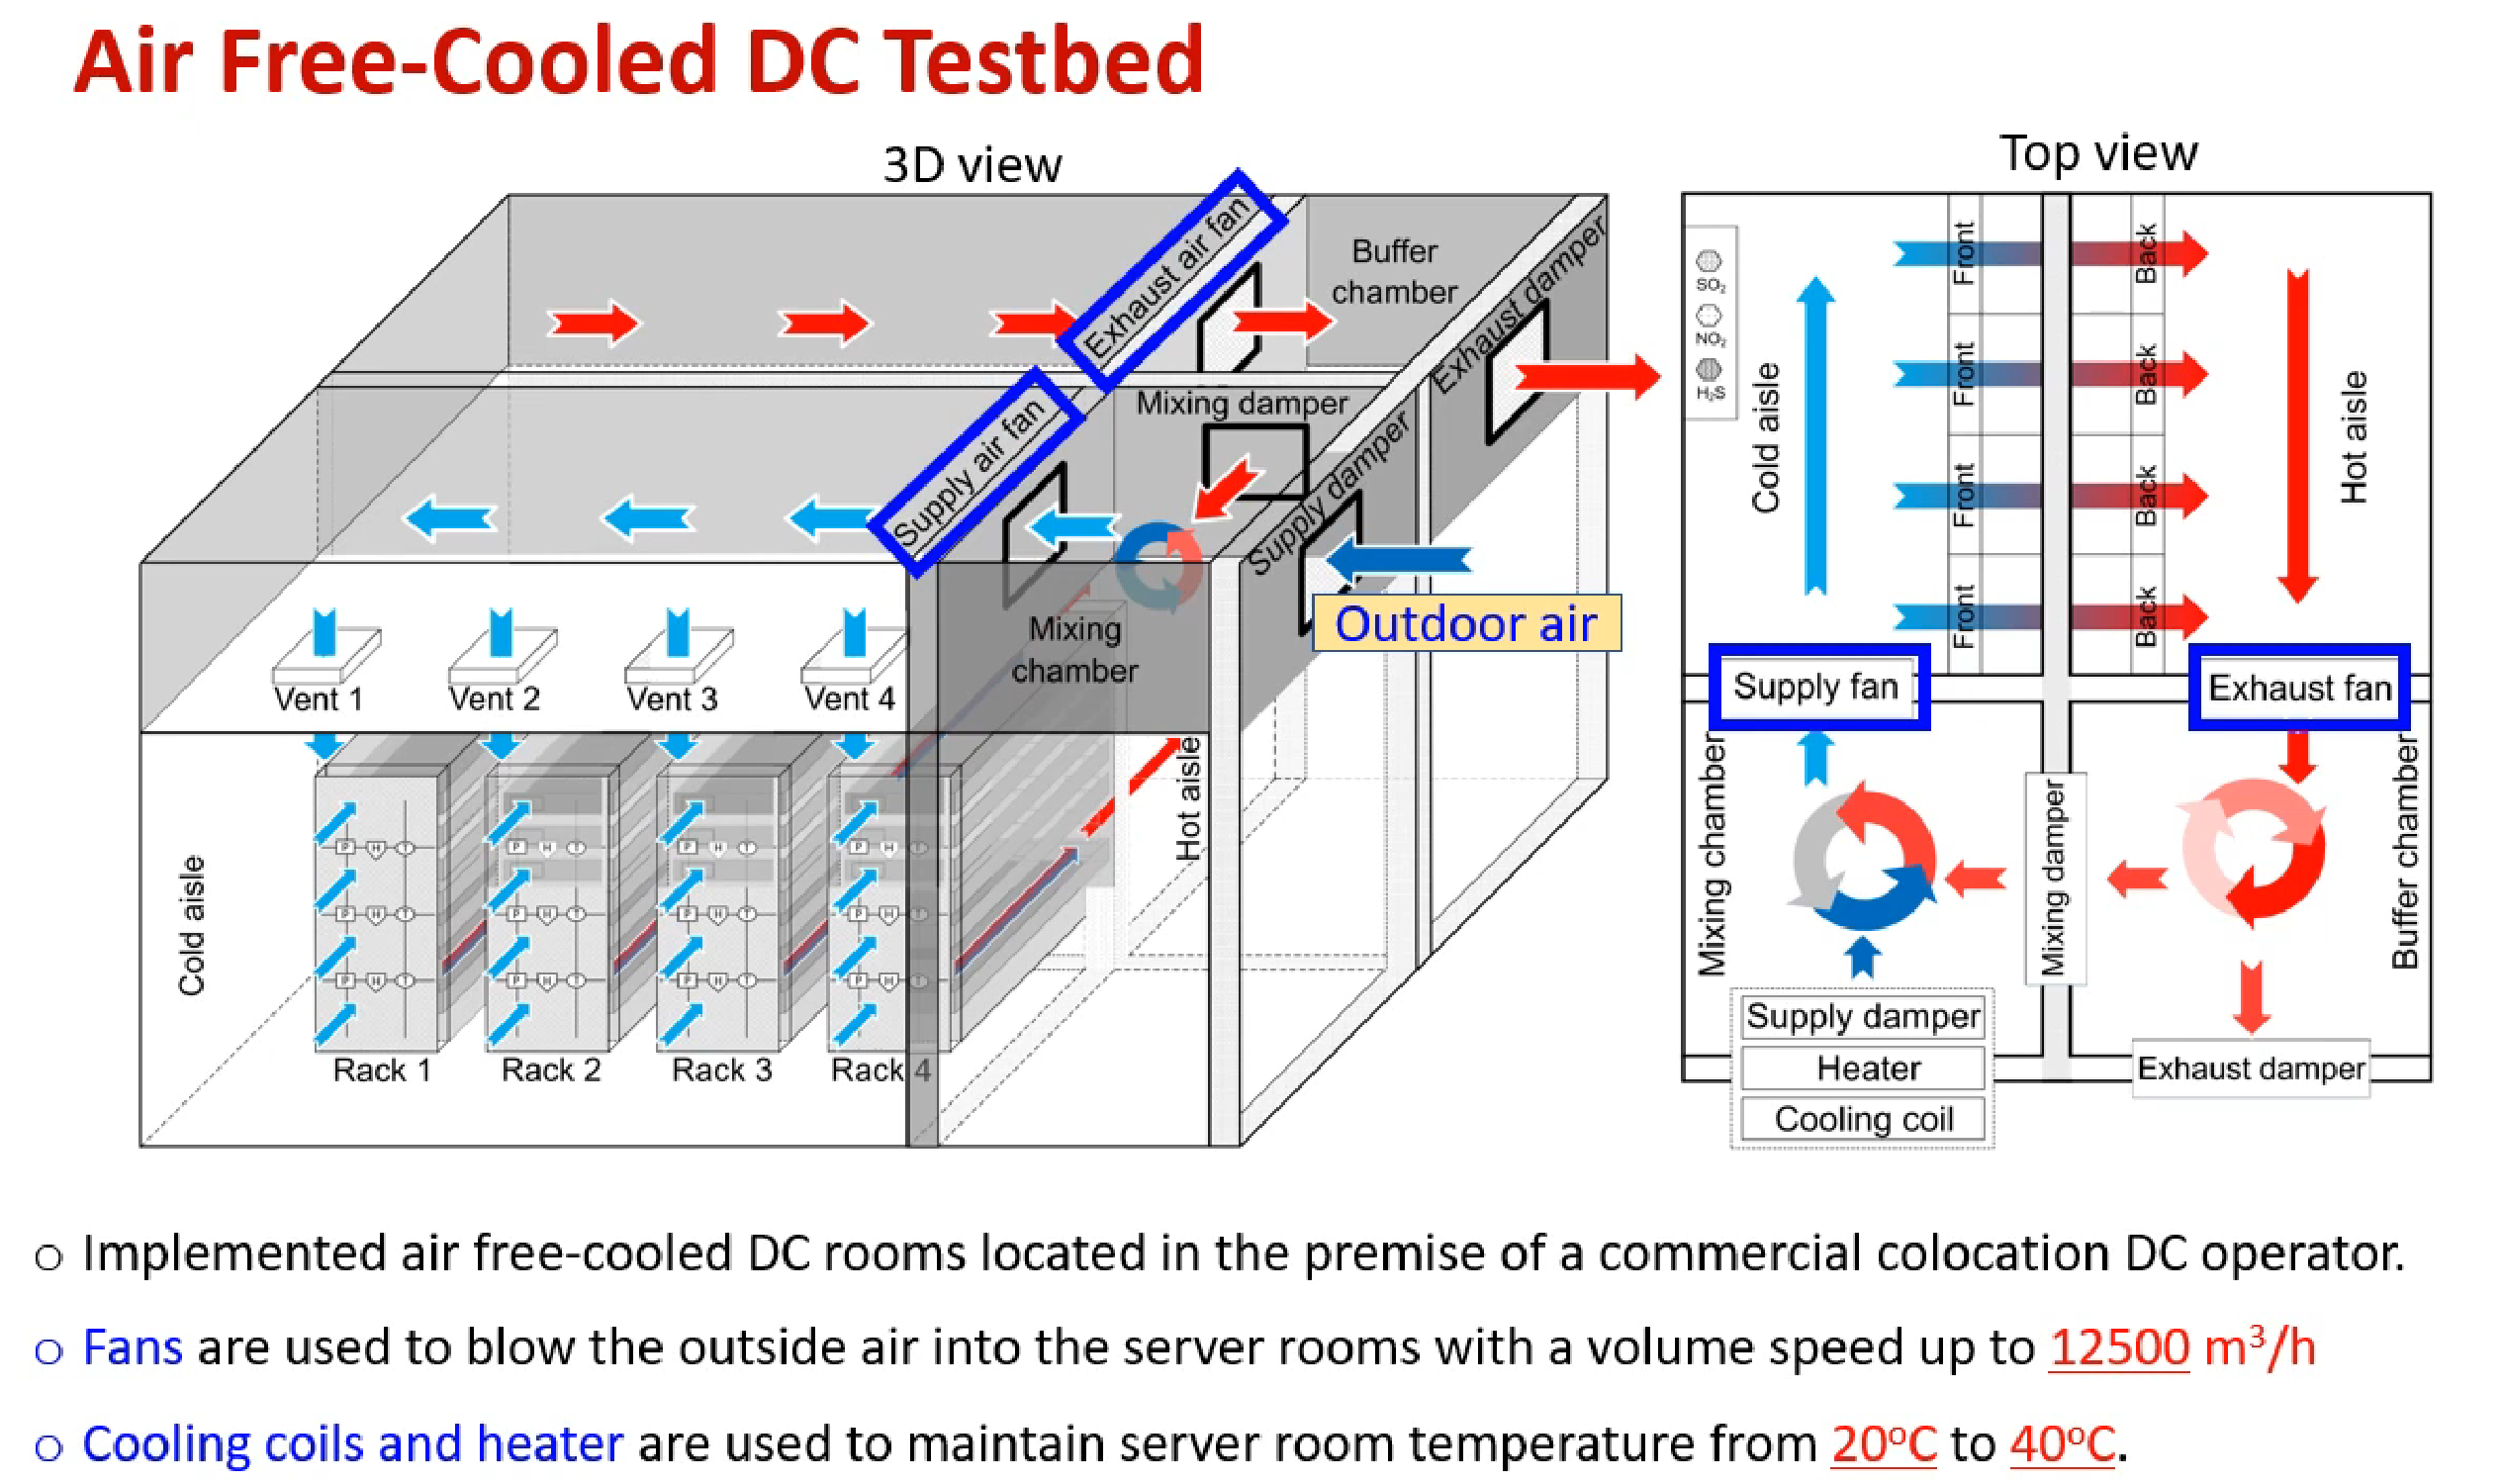 Air Free-Cooled DC Testbed
3D view
Exhaust air fan
Buffer
chamber
Exhaust damper
Supply air fan
Mixing damper
Supply damper
Outdoor air
Mixing
chamber
Vent 1
Vent 2
Vent 3
Vent 4
Cold aisle
Hot aisle
P H T P H T P H T P H T
P H T P H T P H T P H T
P H T P H T P H T P H T
Rack 1
Rack 2
Rack 3
Rack 4
Top view
SO₂
NO₂
H₂S
Cold aisle
Front
Back
Front
Back
Front
Back
Front
Back
Hot aisle
Supply fan
Exhaust fan
Mixing chamber
Mixing damper
Buffer chamber
Supply damper
Heater
Cooling coil
Exhaust damper
o Implemented air free-cooled DC rooms located in the premise of a commercial colocation DC operator.
o Fans are used to blow the outside air into the server rooms with a volume speed up to 12500 m³/h
o Cooling coils and heater are used to maintain server room temperature from 20°C to 40°C.